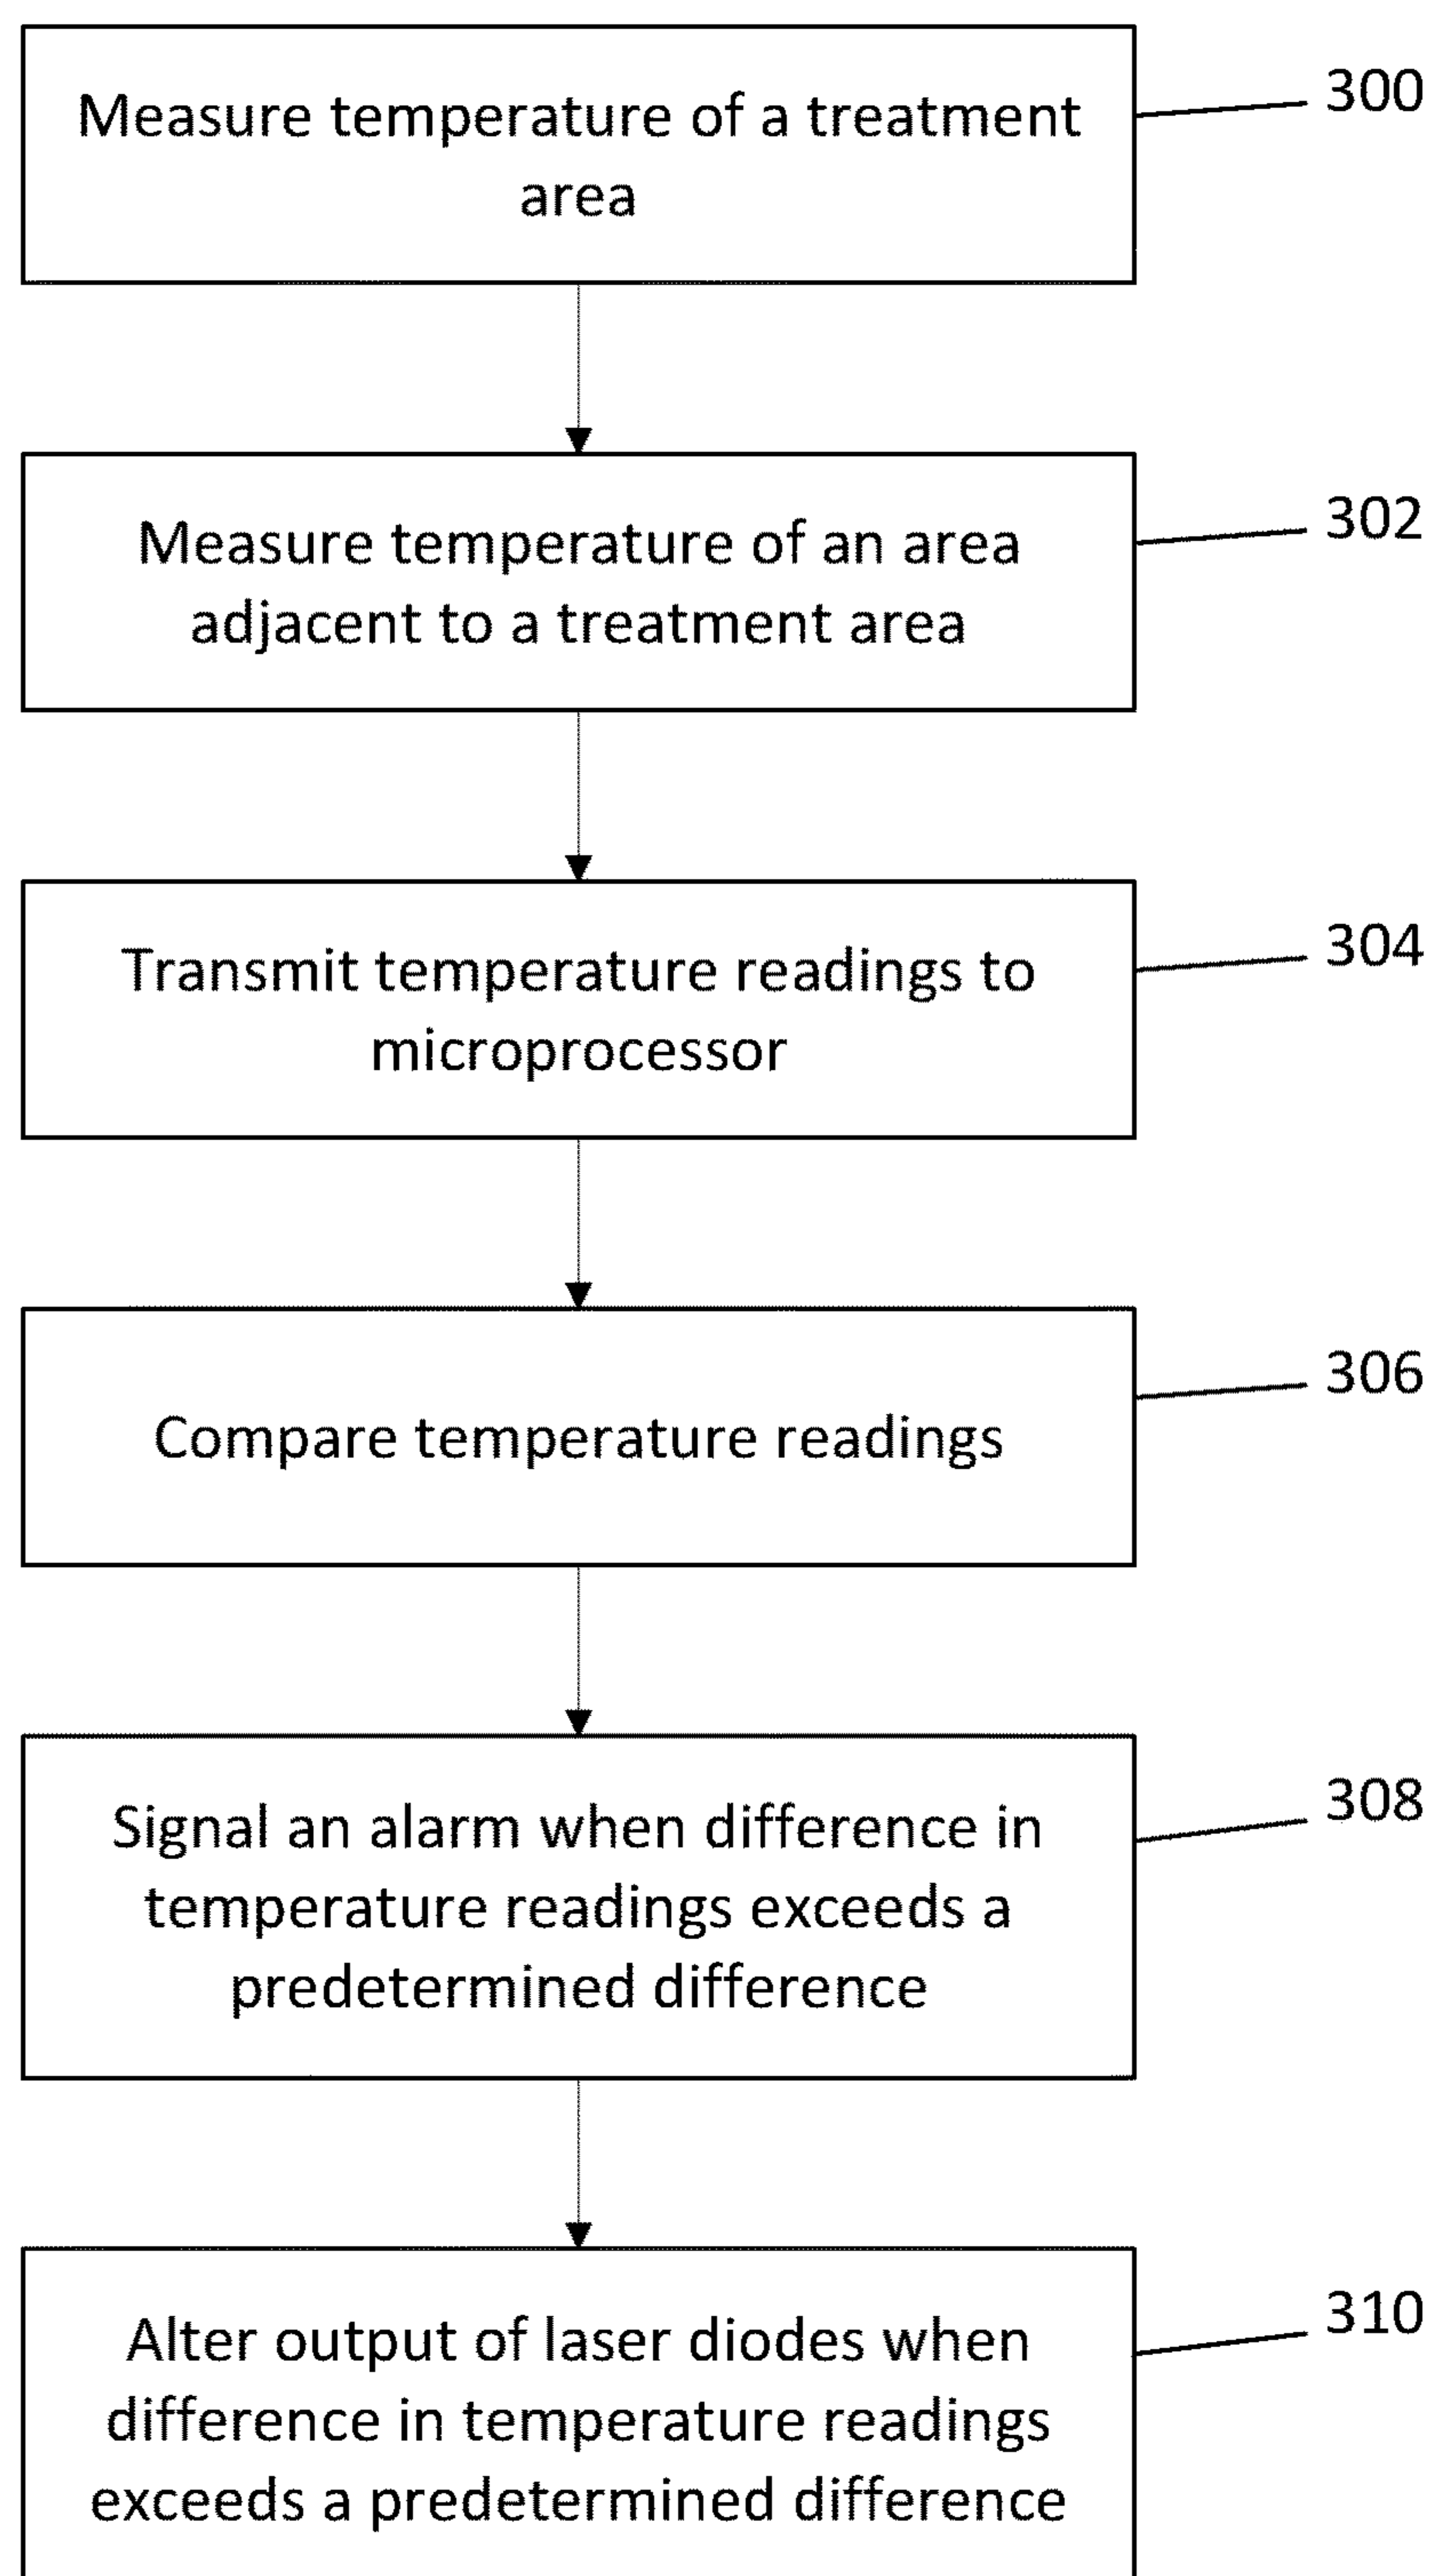 Measure temperature of a treatment
area
300
Measure temperature of an area
adjacent to a treatment area
302
Transmit temperature readings to
microprocessor
304
Compare temperature readings
306
Signal an alarm when difference in
temperature readings exceeds a
predetermined difference
308
Alter output of laser diodes when
difference in temperature readings
exceeds a predetermined difference
310